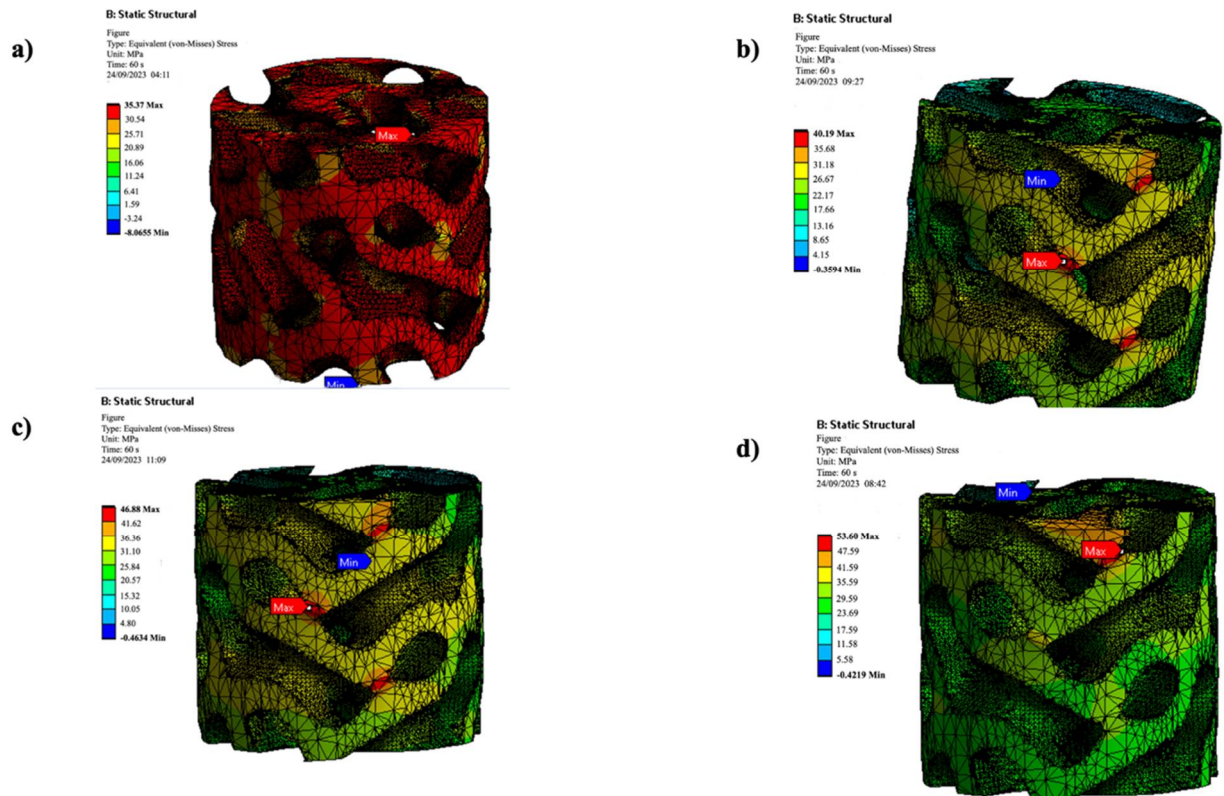 a)
B: Static Structural
Figure
Type: Equivalent (von-Misses) Stress
Unit: MPa
Time: 60 s
24/09/2023 04:11
35.37 Max
30.54
25.71
20.89
16.06
11.24
6.41
1.59
-3.24
-8.0655 Min
Max
Min
b)
B: Static Structural
Figure
Type: Equivalent (von-Misses) Stress
Unit: MPa
Time: 60 s
24/09/2023 09:27
40.19 Max
35.68
31.18
26.67
22.17
17.66
13.16
8.65
4.15
-0.3594 Min
Min
Max
c)
B: Static Structural
Figure
Type: Equivalent (von-Misses) Stress
Unit: MPa
Time: 60 s
24/09/2023 11:09
46.88 Max
41.62
36.36
31.10
25.84
20.57
15.32
10.05
4.80
-0.4634 Min
Min
Max
d)
B: Static Structural
Figure
Type: Equivalent (von-Misses) Stress
Unit: MPa
Time: 60 s
24/09/2023 08:42
53.60 Max
47.59
41.59
35.59
29.59
23.69
17.59
11.58
5.58
-0.4219 Min
Min
Max